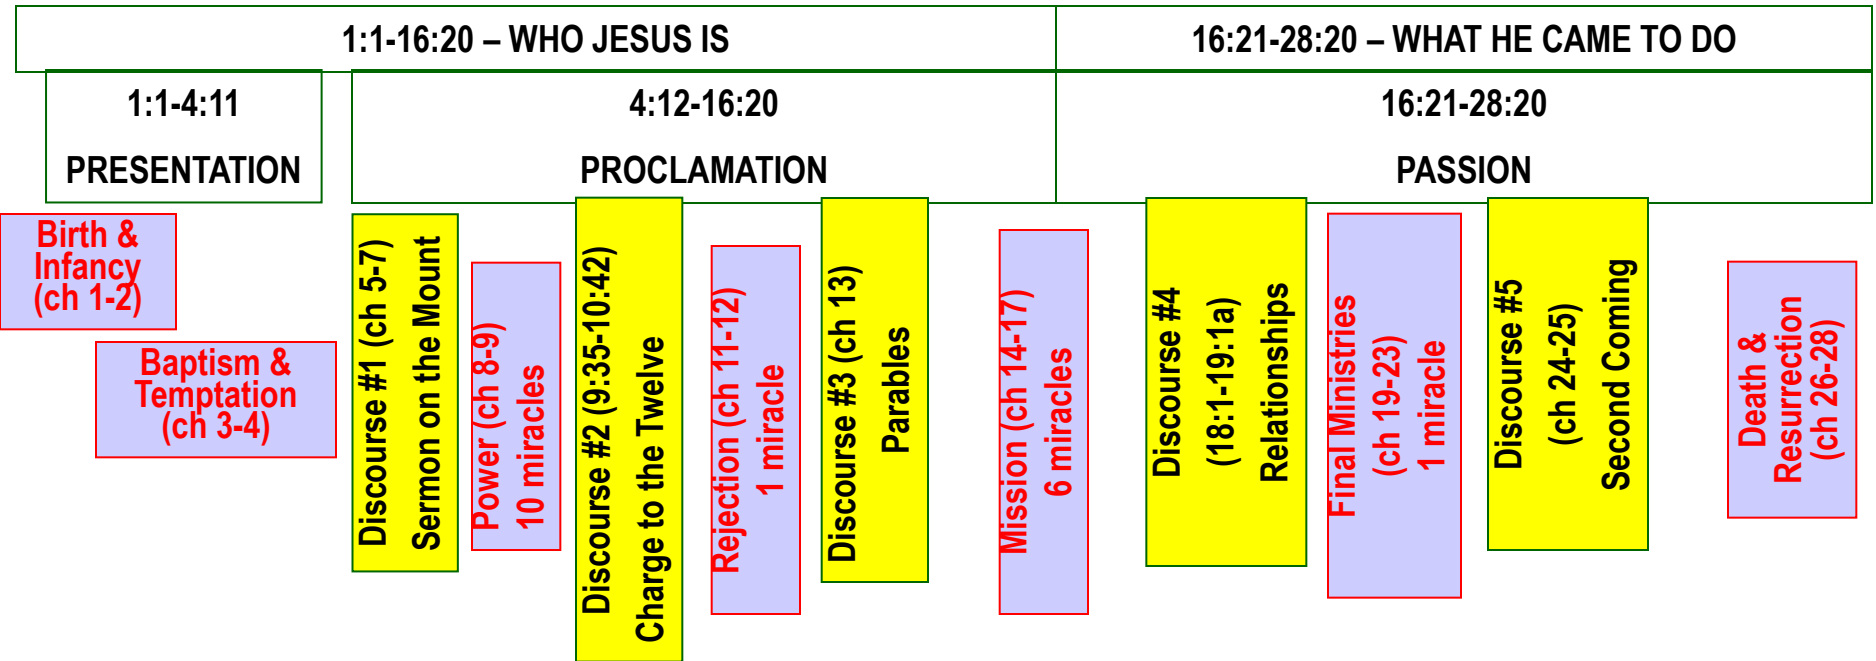 1:1-16:20 – WHO JESUS IS
16:21-28:20 – WHAT HE CAME TO DO
1:1-4:11
PRESENTATION
4:12-16:20
PROCLAMATION
16:21-28:20
PASSION
Birth &
Infancy
(ch 1-2)
Baptism &
Temptation
(ch 3-4)
Discourse #1 (ch 5-7)
Sermon on the Mount
Power (ch 8-9)
10 miracles
Discourse #2 (9:35-10:42)
Charge to the Twelve
Rejection (ch 11-12)
1 miracle
Discourse #3 (ch 13)
Parables
Mission (ch 14-17)
6 miracles
Discourse #4
(18:1-19:1a)
Relationships
Final Ministries
(ch 19-23)
1 miracle
Discourse #5
(ch 24-25)
Second Coming
Death &
Resurrection
(ch 26-28)